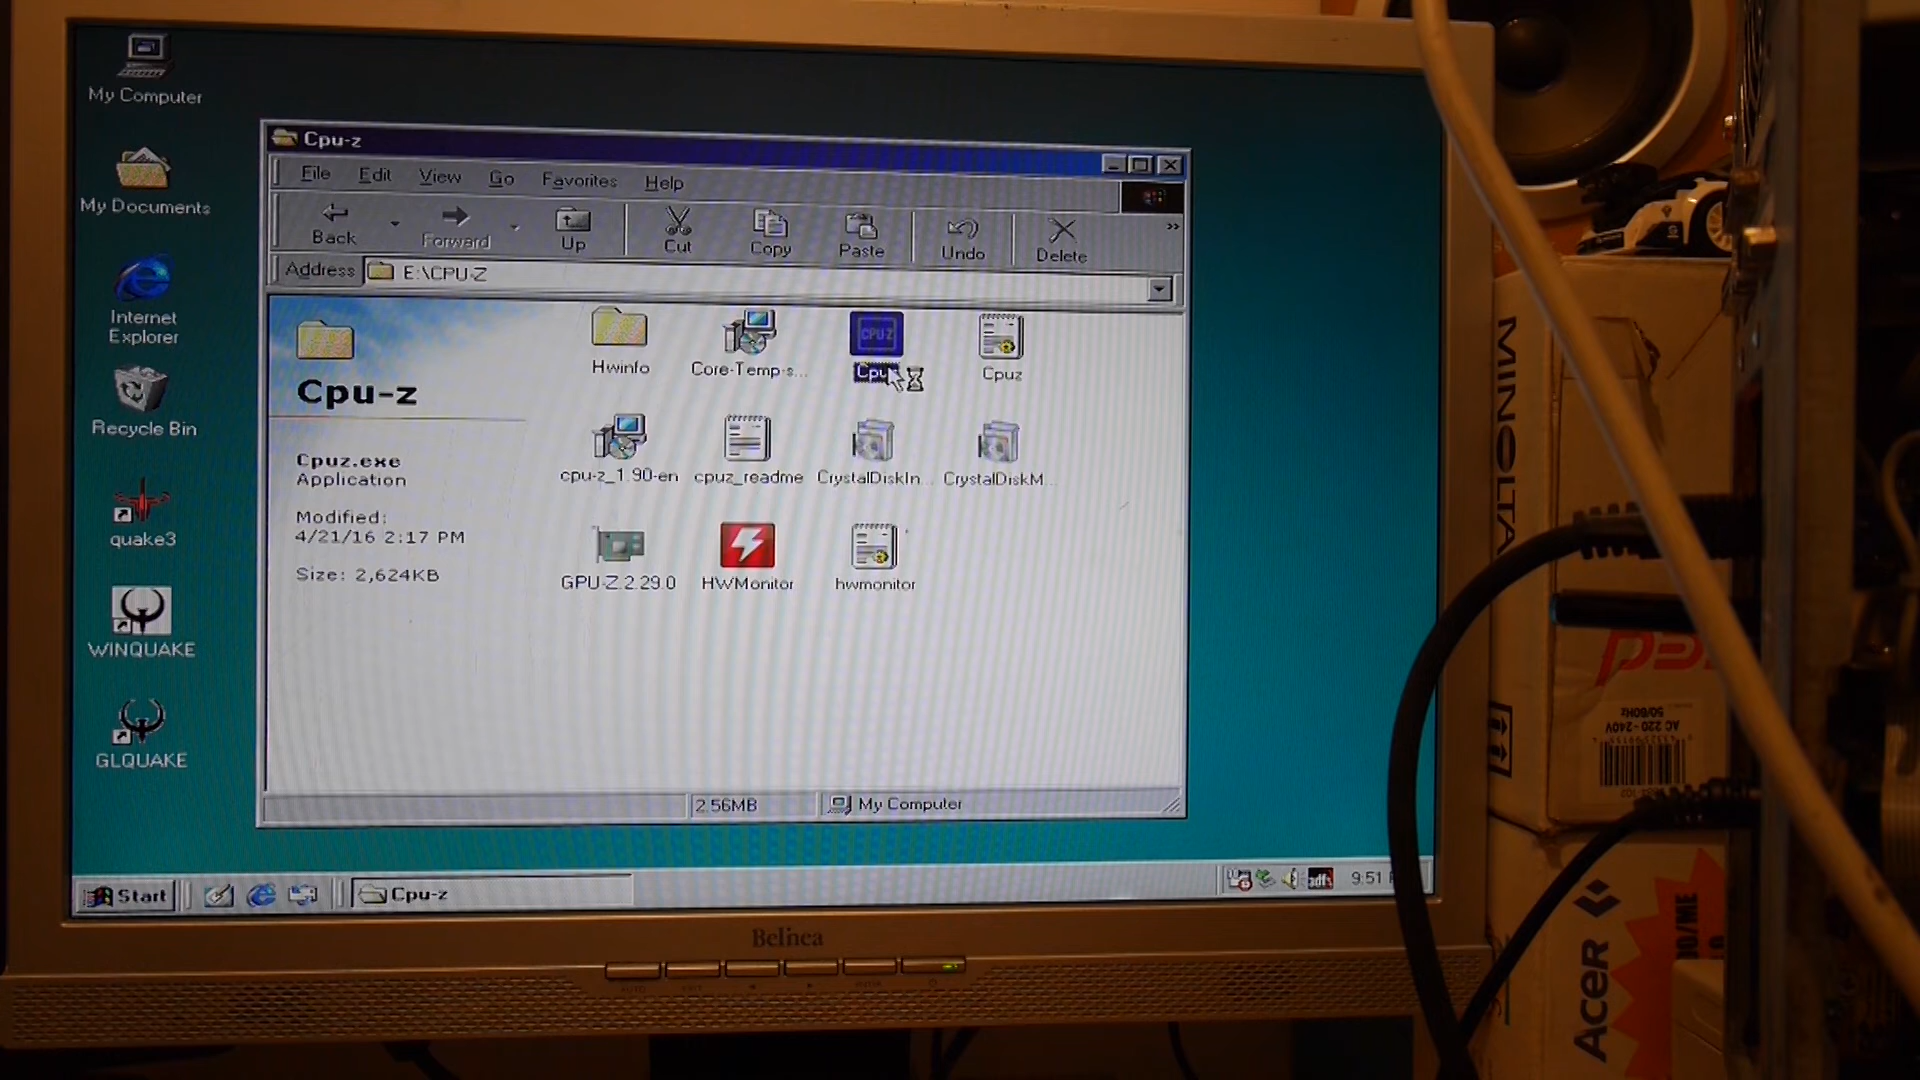 My Computer
My Documents
Internet
Explorer
Recycle Bin
quake3
WINQUAKE
GLQUAKE
Cpu-z
File Edit View Go Favorites Help
Back Forward Up Cut Copy Paste Undo Delete »
Address E:\CPU-Z
Cpu-z
Cpuz.exe
Application
Modified:
4/21/16 2:17 PM
Size: 2,624KB
Hwinfo Core-Temp-s... CPU-Z Cpuz
cpu-z_1.90-en cpuz_readme CrystalDiskIn... CrystalDiskM...
GPU-Z.2.29.0 HWMonitor hwmonitor
2.56MB My Computer
Start Cpu-z 9:51
Belinea
MINOLTA
AC 220-240V
50/60Hz
ACER